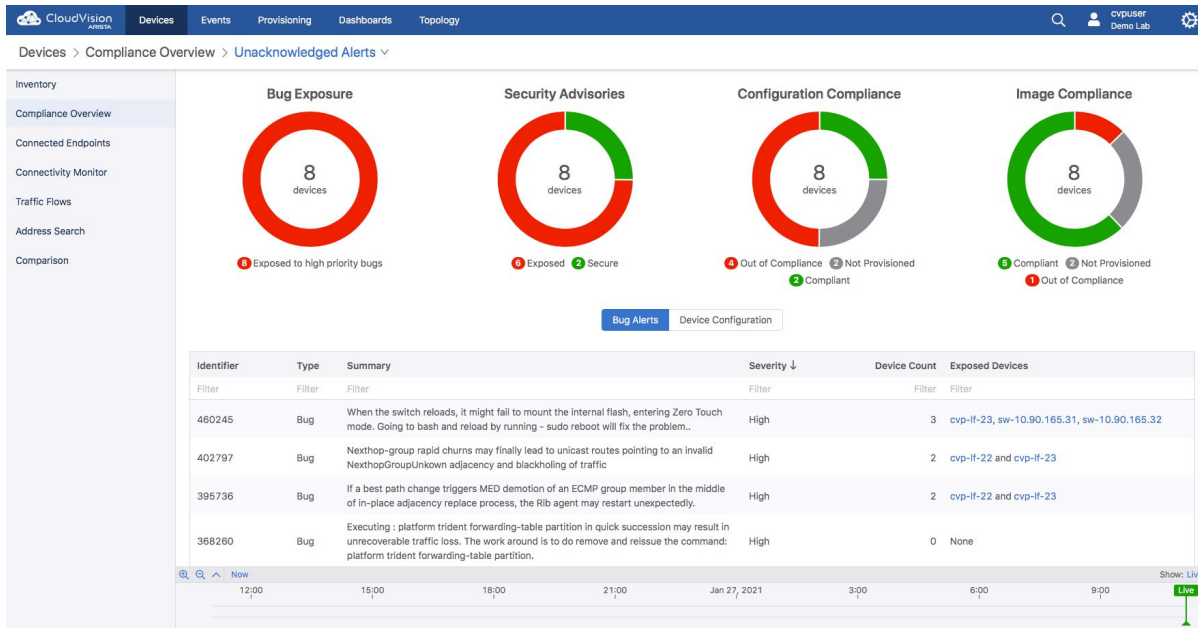 CloudVision
ARISTA
Devices
Events
Provisioning
Dashboards
Topology
cvpuser
Demo Lab
Devices > Compliance Overview > Unacknowledged Alerts
Inventory
Compliance Overview
Connected Endpoints
Connectivity Monitor
Traffic Flows
Address Search
Comparison
Bug Exposure
8
devices
8 Exposed to high priority bugs
Security Advisories
8
devices
6 Exposed 2 Secure
Configuration Compliance
8
devices
4 Out of Compliance 2 Not Provisioned
2 Compliant
Image Compliance
8
devices
5 Compliant 2 Not Provisioned
1 Out of Compliance
Bug Alerts Device Configuration
Identifier Type Summary Severity ↓ Device Count Exposed Devices
Filter Filter Filter Filter Filter Filter
460245 Bug When the switch reloads, it might fail to mount the internal flash, entering Zero Touch
mode. Going to bash and reload by running - sudo reboot will fix the problem.. High 3 cvp-lf-23, sw-10.90.165.31, sw-10.90.165.32
402797 Bug Nexthop-group rapid churns may finally lead to unicast routes pointing to an invalid
NexthopGroupUnkown adjacency and blackholing of traffic High 2 cvp-lf-22 and cvp-lf-23
395736 Bug If a best path change triggers MED demotion of an ECMP group member in the middle
of in-place adjacency replace process, the Rib agent may restart unexpectedly. High 2 cvp-lf-22 and cvp-lf-23
368260 Bug Executing : platform trident forwarding-table partition in quick succession may result in
unrecoverable traffic loss. The work around is to do remove and reissue the command:
platform trident forwarding-table partition. High 0 None
Now
Show: Liv
12:00 15:00 18:00 21:00 Jan 27, 2021 3:00 6:00 9:00 Live